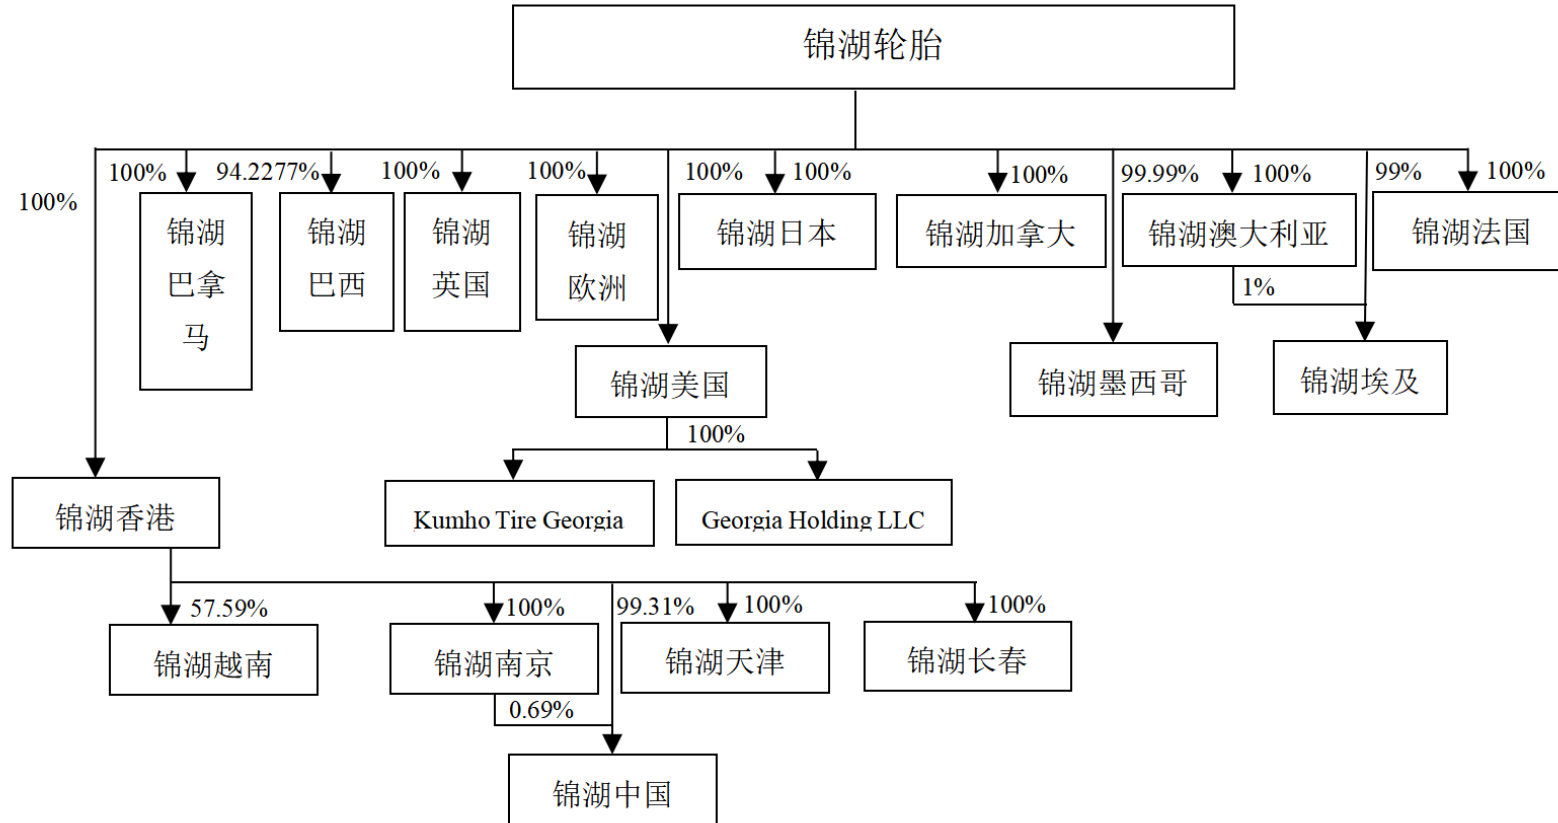 锦湖轮胎
100%
100%
94.2277%
100%
100%
100%
100%
100%
99.99%
100%
99%
100%
锦湖
巴拿
马
锦湖
巴西
锦湖
英国
锦湖
欧洲
锦湖日本
锦湖加拿大
锦湖澳大利亚
锦湖法国
1%
锦湖美国
锦湖墨西哥
锦湖埃及
100%
锦湖香港
Kumho Tire Georgia
Georgia Holding LLC
57.59%
100%
99.31%
100%
100%
锦湖越南
锦湖南京
锦湖天津
锦湖长春
0.69%
锦湖中国